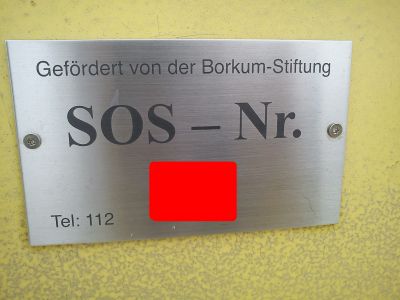 Gefördert von der Borkum-Stiftung
SOS – Nr.
Tel: 112